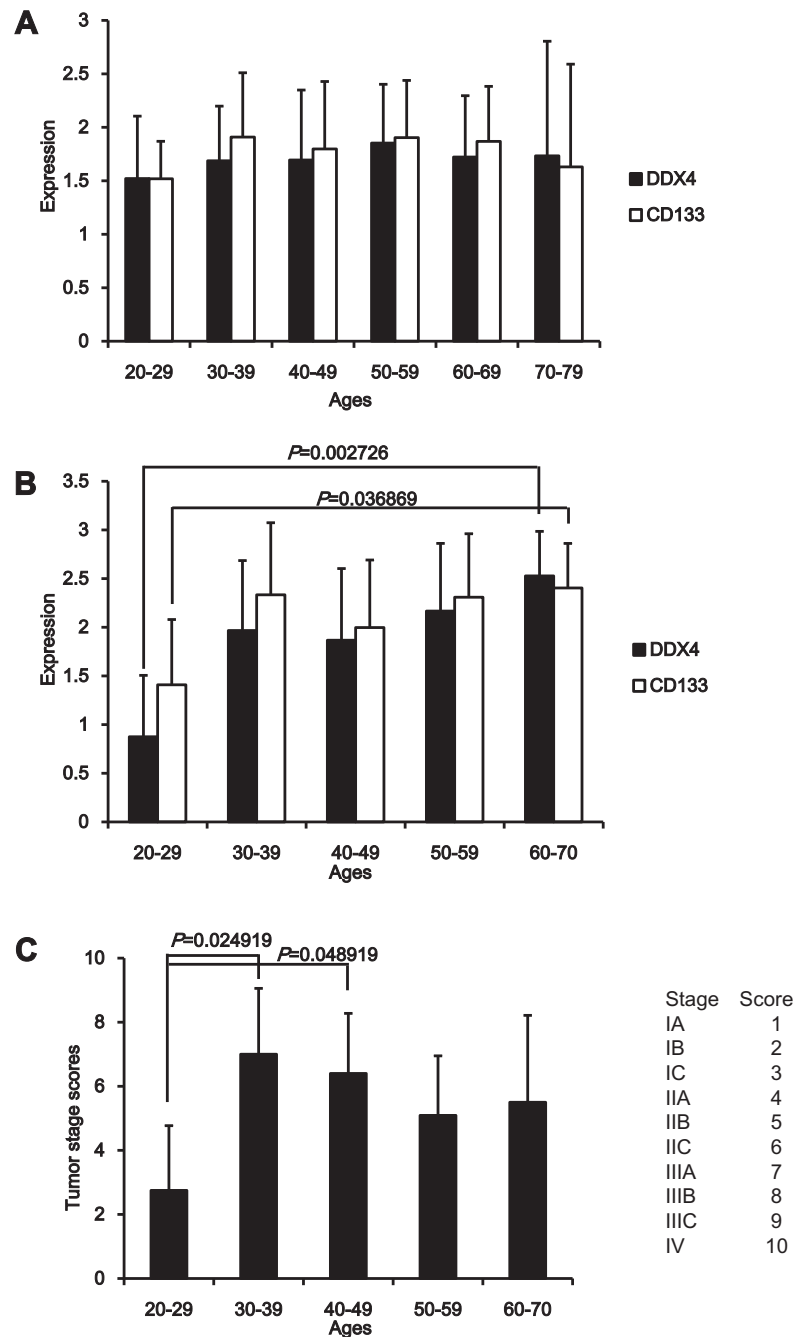 A
3
2.5
2
1.5
1
0.5
0
Expression
20-29 30-39 40-49 50-59 60-69 70-79
Ages
DDX4
CD133
B
P=0.002726
P=0.036869
3.5
3
2.5
2
1.5
1
0.5
0
Expression
20-29 30-39 40-49 50-59 60-70
Ages
DDX4
CD133
C
P=0.024919
P=0.048919
10
8
6
4
2
0
Tumor stage scores
20-29 30-39 40-49 50-59 60-70
Ages
Stage Score
IA 1
IB 2
IC 3
IIA 4
IIB 5
IIC 6
IIIA 7
IIIB 8
IIIC 9
IV 10